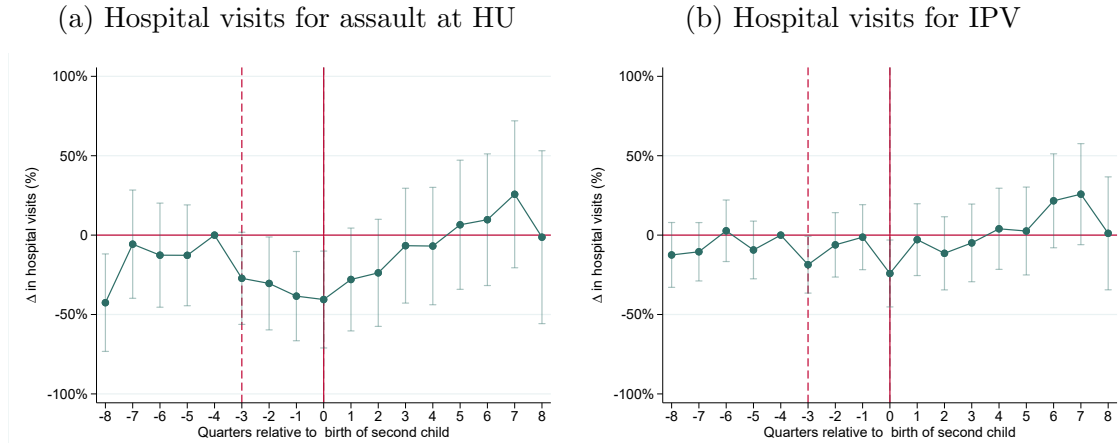 (a) Hospital visits for assault at HU
100%
50%
0
-50%
-100%
Δ in hospital visits (%)
-8 -7 -6 -5 -4 -3 -2 -1 0 1 2 3 4 5 6 7 8
Quarters relative to birth of second child
(b) Hospital visits for IPV
100%
50%
0
-50%
-100%
Δ in hospital visits (%)
-8 -7 -6 -5 -4 -3 -2 -1 0 1 2 3 4 5 6 7 8
Quarters relative to birth of second child